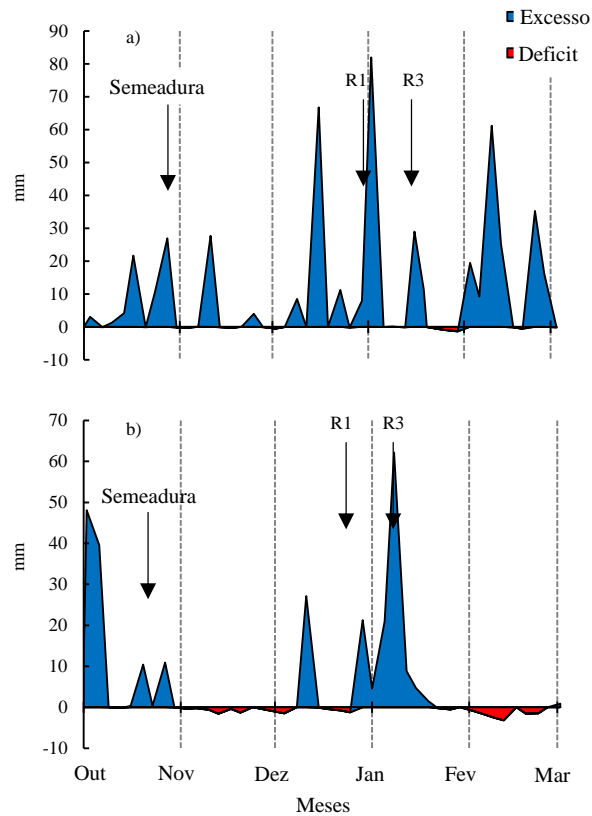 Excesso
Deficit
a)
Semeadura
R1
R3
90
80
70
60
50
40
30
20
10
0
-10
mm
b)
Semeadura
R1
R3
70
60
50
40
30
20
10
0
-10
mm
Out Nov Dez Jan Fev Mar
Meses